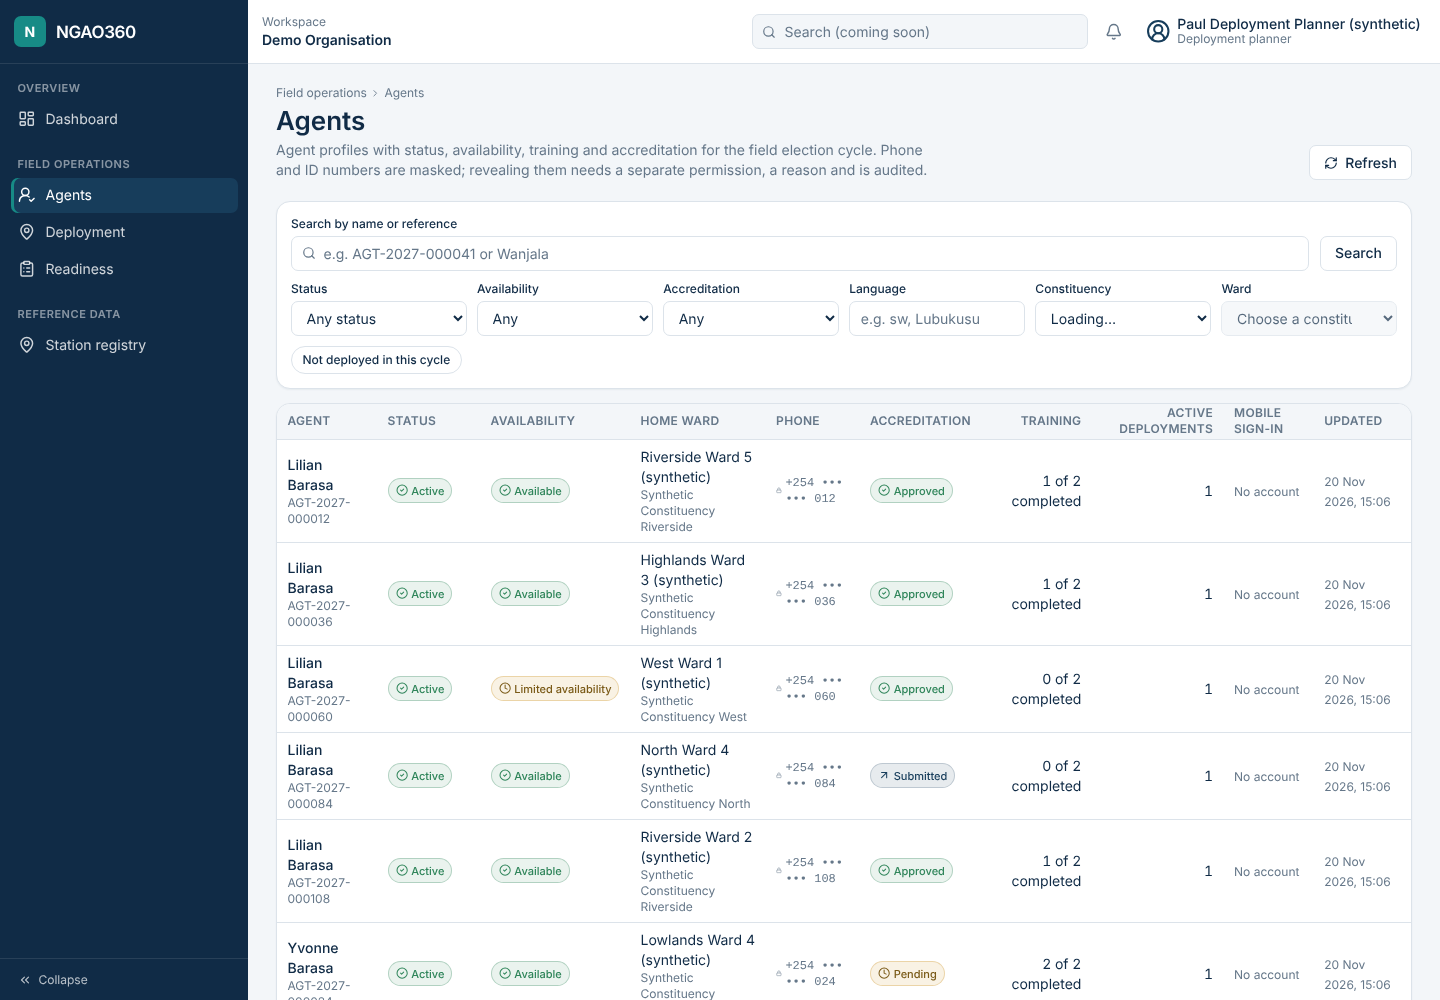 N NGAO360
Workspace
Demo Organisation
Search (coming soon)
Paul Deployment Planner (synthetic)
Deployment planner
OVERVIEW
Dashboard
FIELD OPERATIONS
Agents
Deployment
Readiness
REFERENCE DATA
Station registry
Collapse
Field operations › Agents
Agents
Agent profiles with status, availability, training and accreditation for the field election cycle. Phone
and ID numbers are masked; revealing them needs a separate permission, a reason and is audited.
Refresh
Search by name or reference
e.g. AGT-2027-000041 or Wanjala
Search
Status Availability Accreditation Language Constituency Ward
Any status Any Any e.g. sw, Lubukusu Loading... Choose a constitu
Not deployed in this cycle
AGENT STATUS AVAILABILITY HOME WARD PHONE ACCREDITATION TRAINING ACTIVE DEPLOYMENTS MOBILE SIGN-IN UPDATED
Lilian
Barasa
AGT-2027-
000012
Active
Available
Riverside Ward 5
(synthetic)
Synthetic
Constituency
Riverside
+254 •••
••• 012
Approved
1 of 2
completed
1
No account
20 Nov
2026, 15:06
Lilian
Barasa
AGT-2027-
000036
Active
Available
Highlands Ward
3 (synthetic)
Synthetic
Constituency
Highlands
+254 •••
••• 036
Approved
1 of 2
completed
1
No account
20 Nov
2026, 15:06
Lilian
Barasa
AGT-2027-
000060
Active
Limited availability
West Ward 1
(synthetic)
Synthetic
Constituency West
+254 •••
••• 060
Approved
0 of 2
completed
1
No account
20 Nov
2026, 15:06
Lilian
Barasa
AGT-2027-
000084
Active
Available
North Ward 4
(synthetic)
Synthetic
Constituency North
+254 •••
••• 084
Submitted
0 of 2
completed
1
No account
20 Nov
2026, 15:06
Lilian
Barasa
AGT-2027-
000108
Active
Available
Riverside Ward 2
(synthetic)
Synthetic
Constituency
Riverside
+254 •••
••• 108
Approved
1 of 2
completed
1
No account
20 Nov
2026, 15:06
Yvonne
Barasa
AGT-2027-
Active
Available
Lowlands Ward 4
(synthetic)
Synthetic
Constituency
+254 •••
••• 024
Pending
2 of 2
completed
1
No account
20 Nov
2026, 15:06